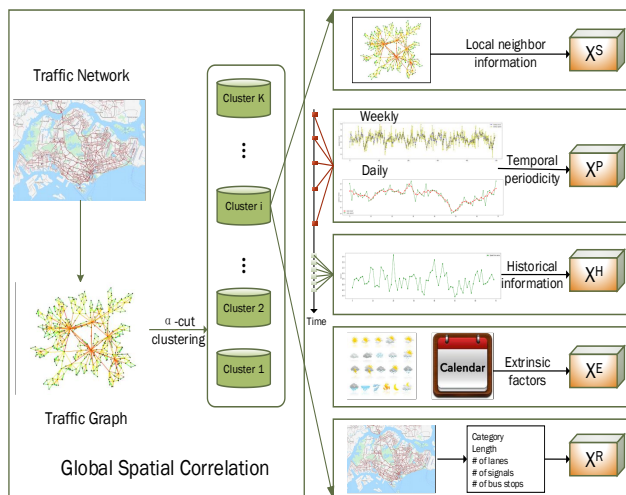 Traffic Network
Traffic Graph
α-cut
clustering
Cluster K
Cluster i
Cluster 2
Cluster 1
Global Spatial Correlation
Local neighbor
information
X^S
Weekly
Daily
Temporal
periodicity
X^P
Historical
information
X^H
Time
Calendar
Extrinsic
factors
X^E
Category
Length
# of lanes
# of signals
# of bus stops
X^R